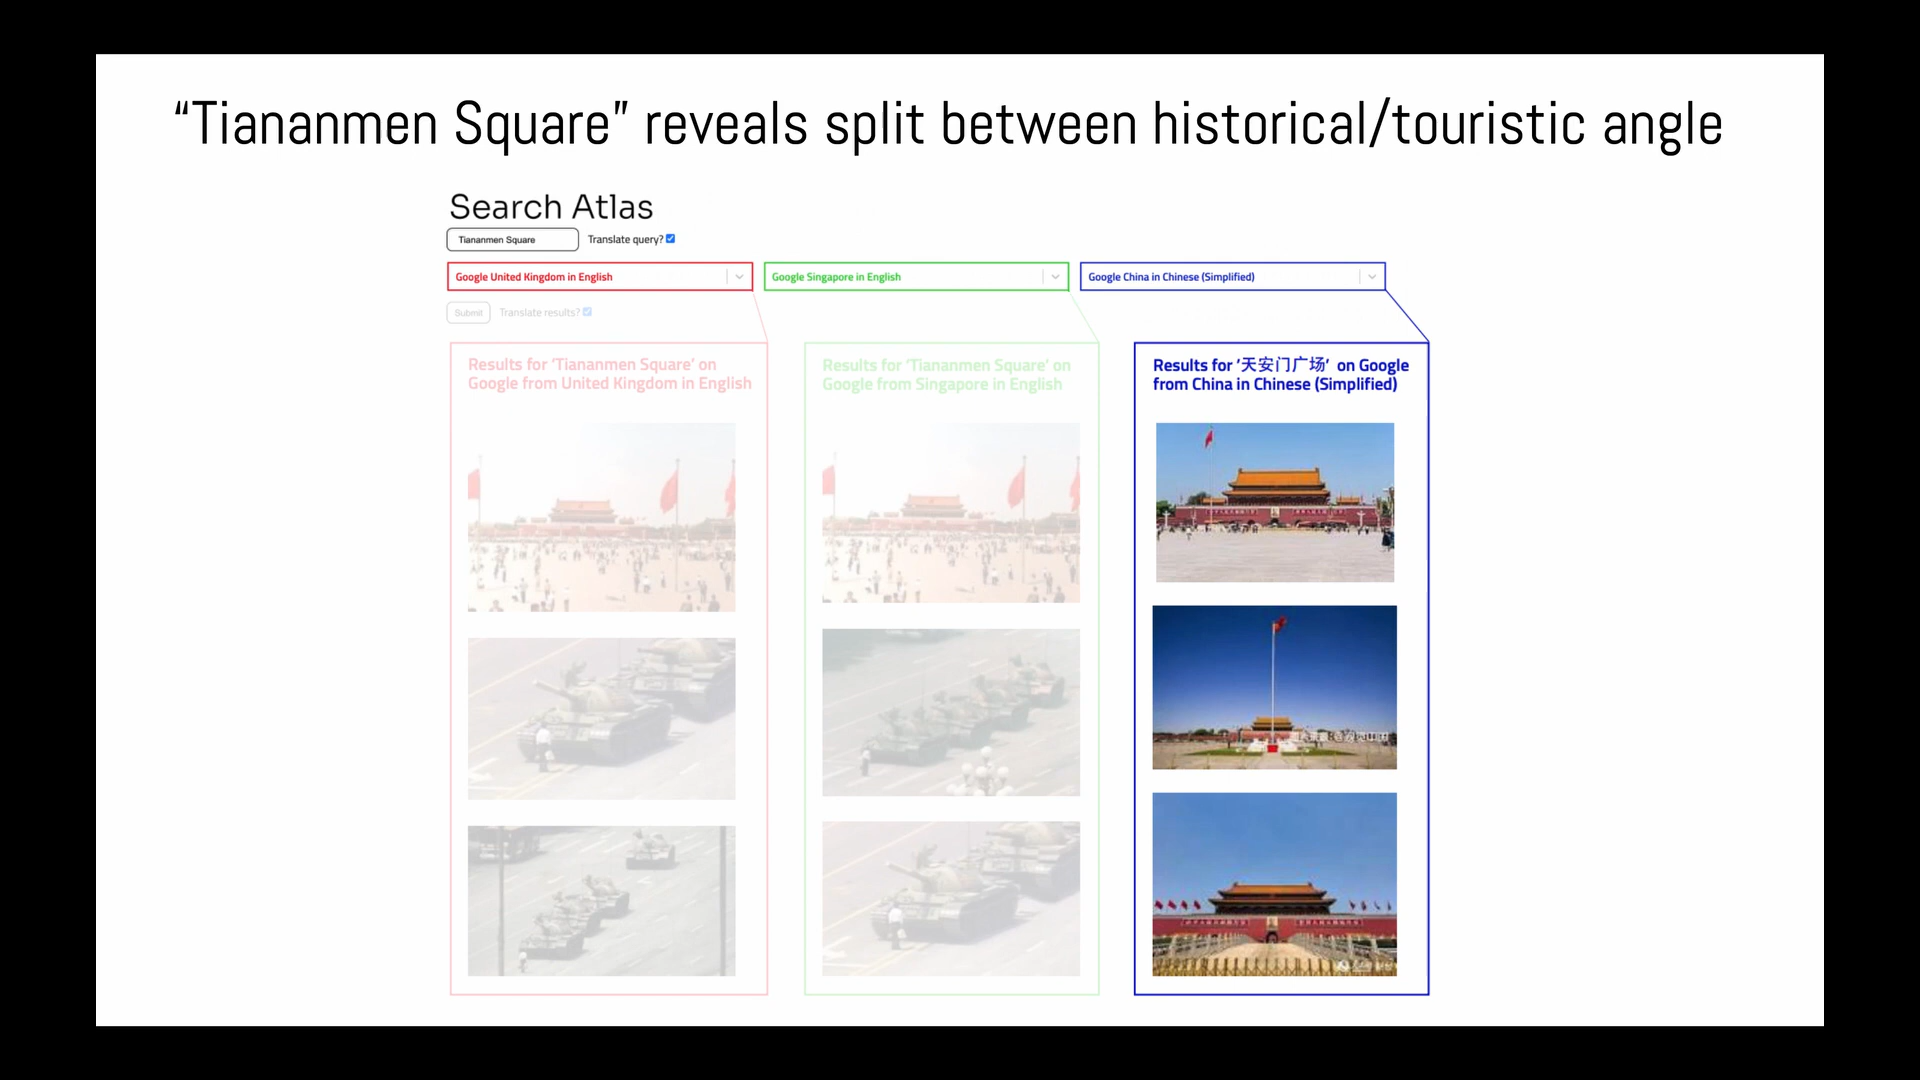 “Tiananmen Square” reveals split between historical/touristic angle
Search Atlas
Tiananmen Square
Translate query?
Google United Kingdom in English
Google Singapore in English
Google China in Chinese (Simplified)
Submit
Translate results?
Results for ‘Tiananmen Square’ on
Google from United Kingdom in English
Results for ‘Tiananmen Square’ on
Google from Singapore in English
Results for ‘天安门广场’ on Google
from China in Chinese (Simplified)